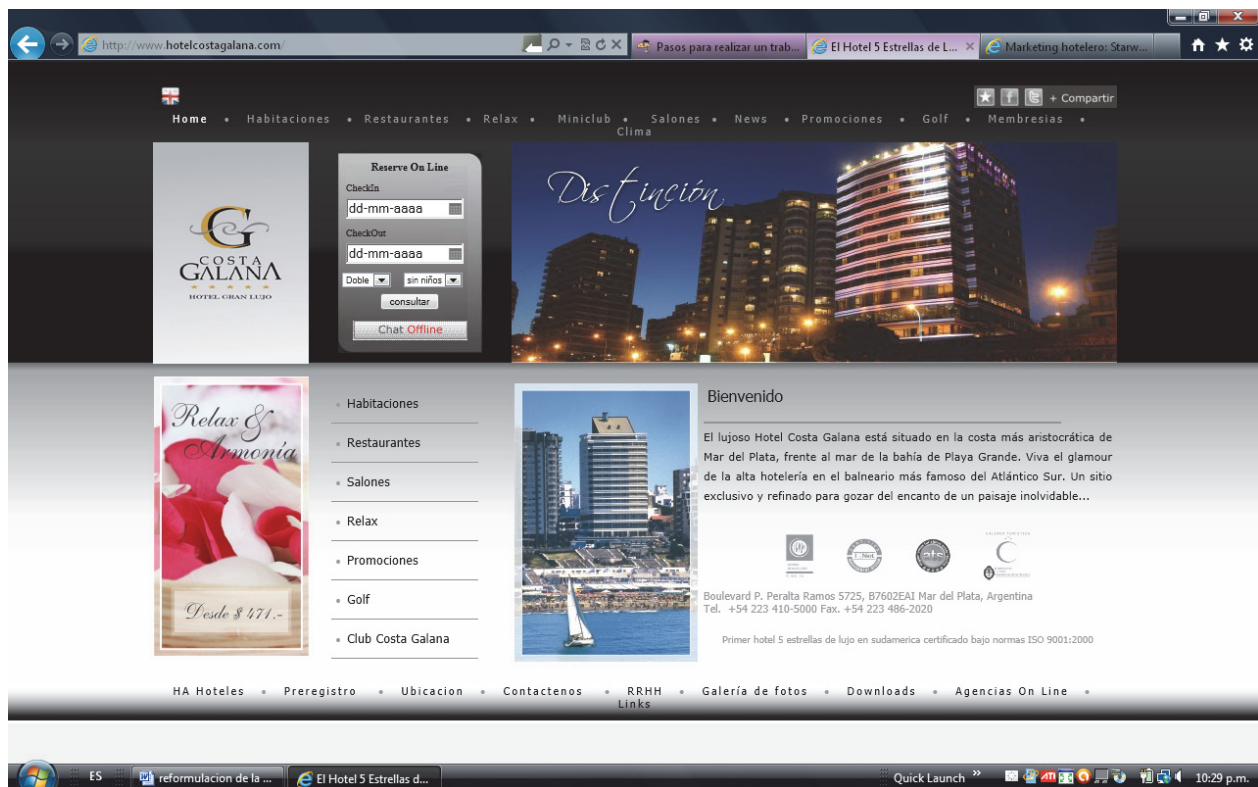 http://www.hotelcostagalana.com/
Pasos para realizar un trab...
El Hotel 5 Estrellas de L...
Marketing hotelero: Starw...
+ Compartir
Home • Habitaciones • Restaurantes • Relax • Miniclub • Salones • News • Promociones • Golf • Membresias •
Clima
COSTA
GALANA
HOTEL GRAN LUJO
Reserve On Line
CheckIn
dd-mm-aaaa
CheckOut
dd-mm-aaaa
Doble sin niños
consultar
Chat Offline
Distinción
Relax &
Armonía
Desde $ 471.-
Habitaciones
Restaurantes
Salones
Relax
Promociones
Golf
Club Costa Galana
Bienvenido
El lujoso Hotel Costa Galana está situado en la costa más aristocrática de
Mar del Plata, frente al mar de la bahía de Playa Grande. Viva el glamour
de la alta hotelería en el balneario más famoso del Atlántico Sur. Un sitio
exclusivo y refinado para gozar del encanto de un paisaje inolvidable...
Boulevard P. Peralta Ramos 5725, B7602EAI Mar del Plata, Argentina
Tel. +54 223 410-5000 Fax. +54 223 486-2020
Primer hotel 5 estrellas de lujo en sudamerica certificado bajo normas ISO 9001:2000
HA Hoteles • Preregistro • Ubicacion • Contactenos • RRHH • Galería de fotos • Downloads • Agencias On Line •
Links
ES
reformulacion de la ...
El Hotel 5 Estrellas d...
Quick Launch
ATI
10:29 p.m.